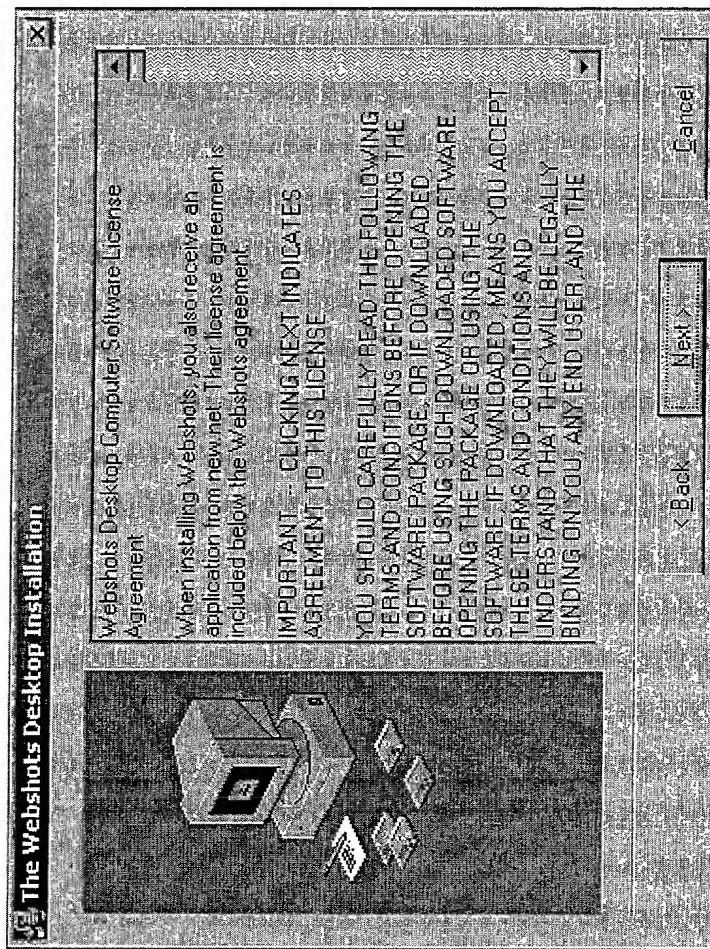 The Webshots Desktop Installation
Webshots Desktop Computer Software License
Agreement
When installing Webshots, you also receive an
application from new.net. Their license agreement is
included below the Webshots agreement.
IMPORTANT -- CLICKING NEXT INDICATES
AGREEMENT TO THIS LICENSE
YOU SHOULD CAREFULLY READ THE FOLLOWING
TERMS AND CONDITIONS BEFORE OPENING THE
SOFTWARE PACKAGE, OR IF DOWNLOADED,
BEFORE USING SUCH DOWNLOADED SOFTWARE.
OPENING THE PACKAGE OR USING THE
SOFTWARE, IF DOWNLOADED, MEANS YOU ACCEPT
THESE TERMS AND CONDITIONS AND
UNDERSTAND THAT THEY WILL BE LEGALLY
BINDING ON YOU, ANY END USER, AND THE
< Back
Next >
Cancel